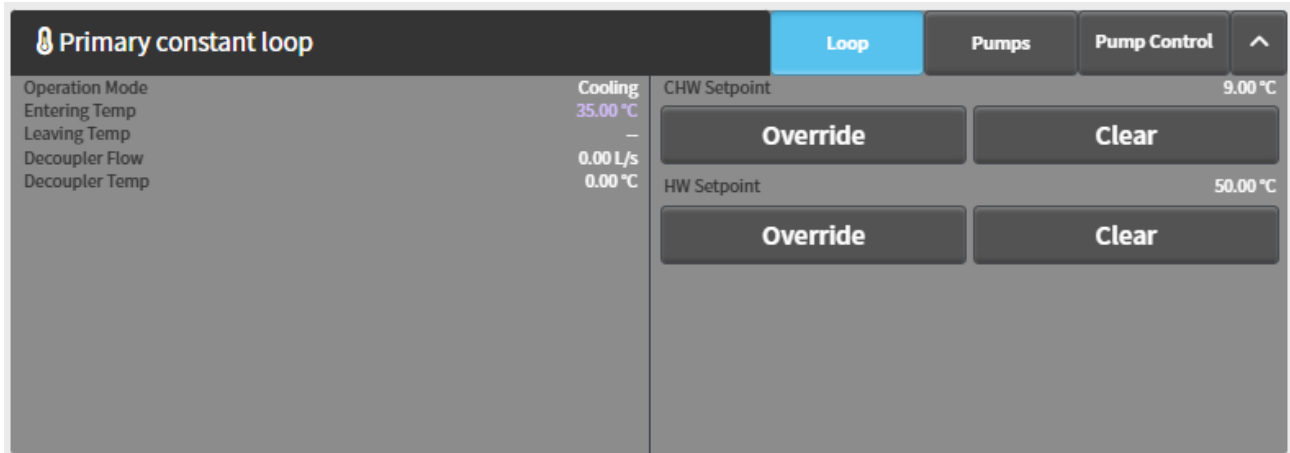 Primary constant loop
Loop
Pumps
Pump Control
Operation Mode Cooling
Entering Temp 35.00 °C
Leaving Temp –
Decoupler Flow 0.00 L/s
Decoupler Temp 0.00 °C
CHW Setpoint 9.00 °C
Override Clear
HW Setpoint 50.00 °C
Override Clear